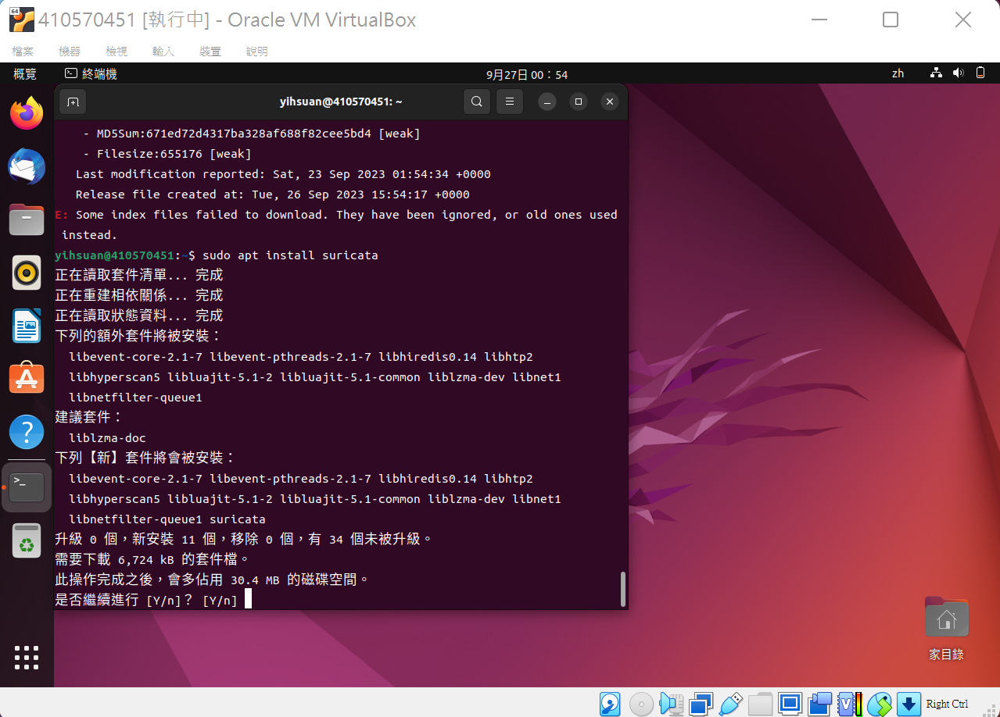 410570451 [執行中] - Oracle VM VirtualBox
檔案 機器 檢視 輸入 裝置 說明
概覽 終端機 9月27日 00：54 zh
yihsuan@410570451: ~
- MD5Sum:671ed72d4317ba328af688f82cee5bd4 [weak]
- Filesize:655176 [weak]
Last modification reported: Sat, 23 Sep 2023 01:54:34 +0000
Release file created at: Tue, 26 Sep 2023 15:54:17 +0000
E: Some index files failed to download. They have been ignored, or old ones used
instead.
yihsuan@410570451:~$ sudo apt install suricata
正在讀取套件清單... 完成
正在重建相依關係... 完成
正在讀取狀態資料... 完成
下列的額外套件將被安裝：
libevent-core-2.1-7 libevent-pthreads-2.1-7 libhiredis0.14 libhtp2
libhyperscan5 libluajit-5.1-2 libluajit-5.1-common liblzma-dev libnet1
libnetfilter-queue1
建議套件：
liblzma-doc
下列【新】套件將會被安裝：
libevent-core-2.1-7 libevent-pthreads-2.1-7 libhiredis0.14 libhtp2
libhyperscan5 libluajit-5.1-2 libluajit-5.1-common liblzma-dev libnet1
libnetfilter-queue1 suricata
升級 0 個，新安裝 11 個，移除 0 個，有 34 個未被升級。
需要下載 6,724 kB 的套件檔。
此操作完成之後，會多佔用 30.4 MB 的磁碟空間。
是否繼續進行 [Y/n]？ [Y/n]
家目錄
Right Ctrl